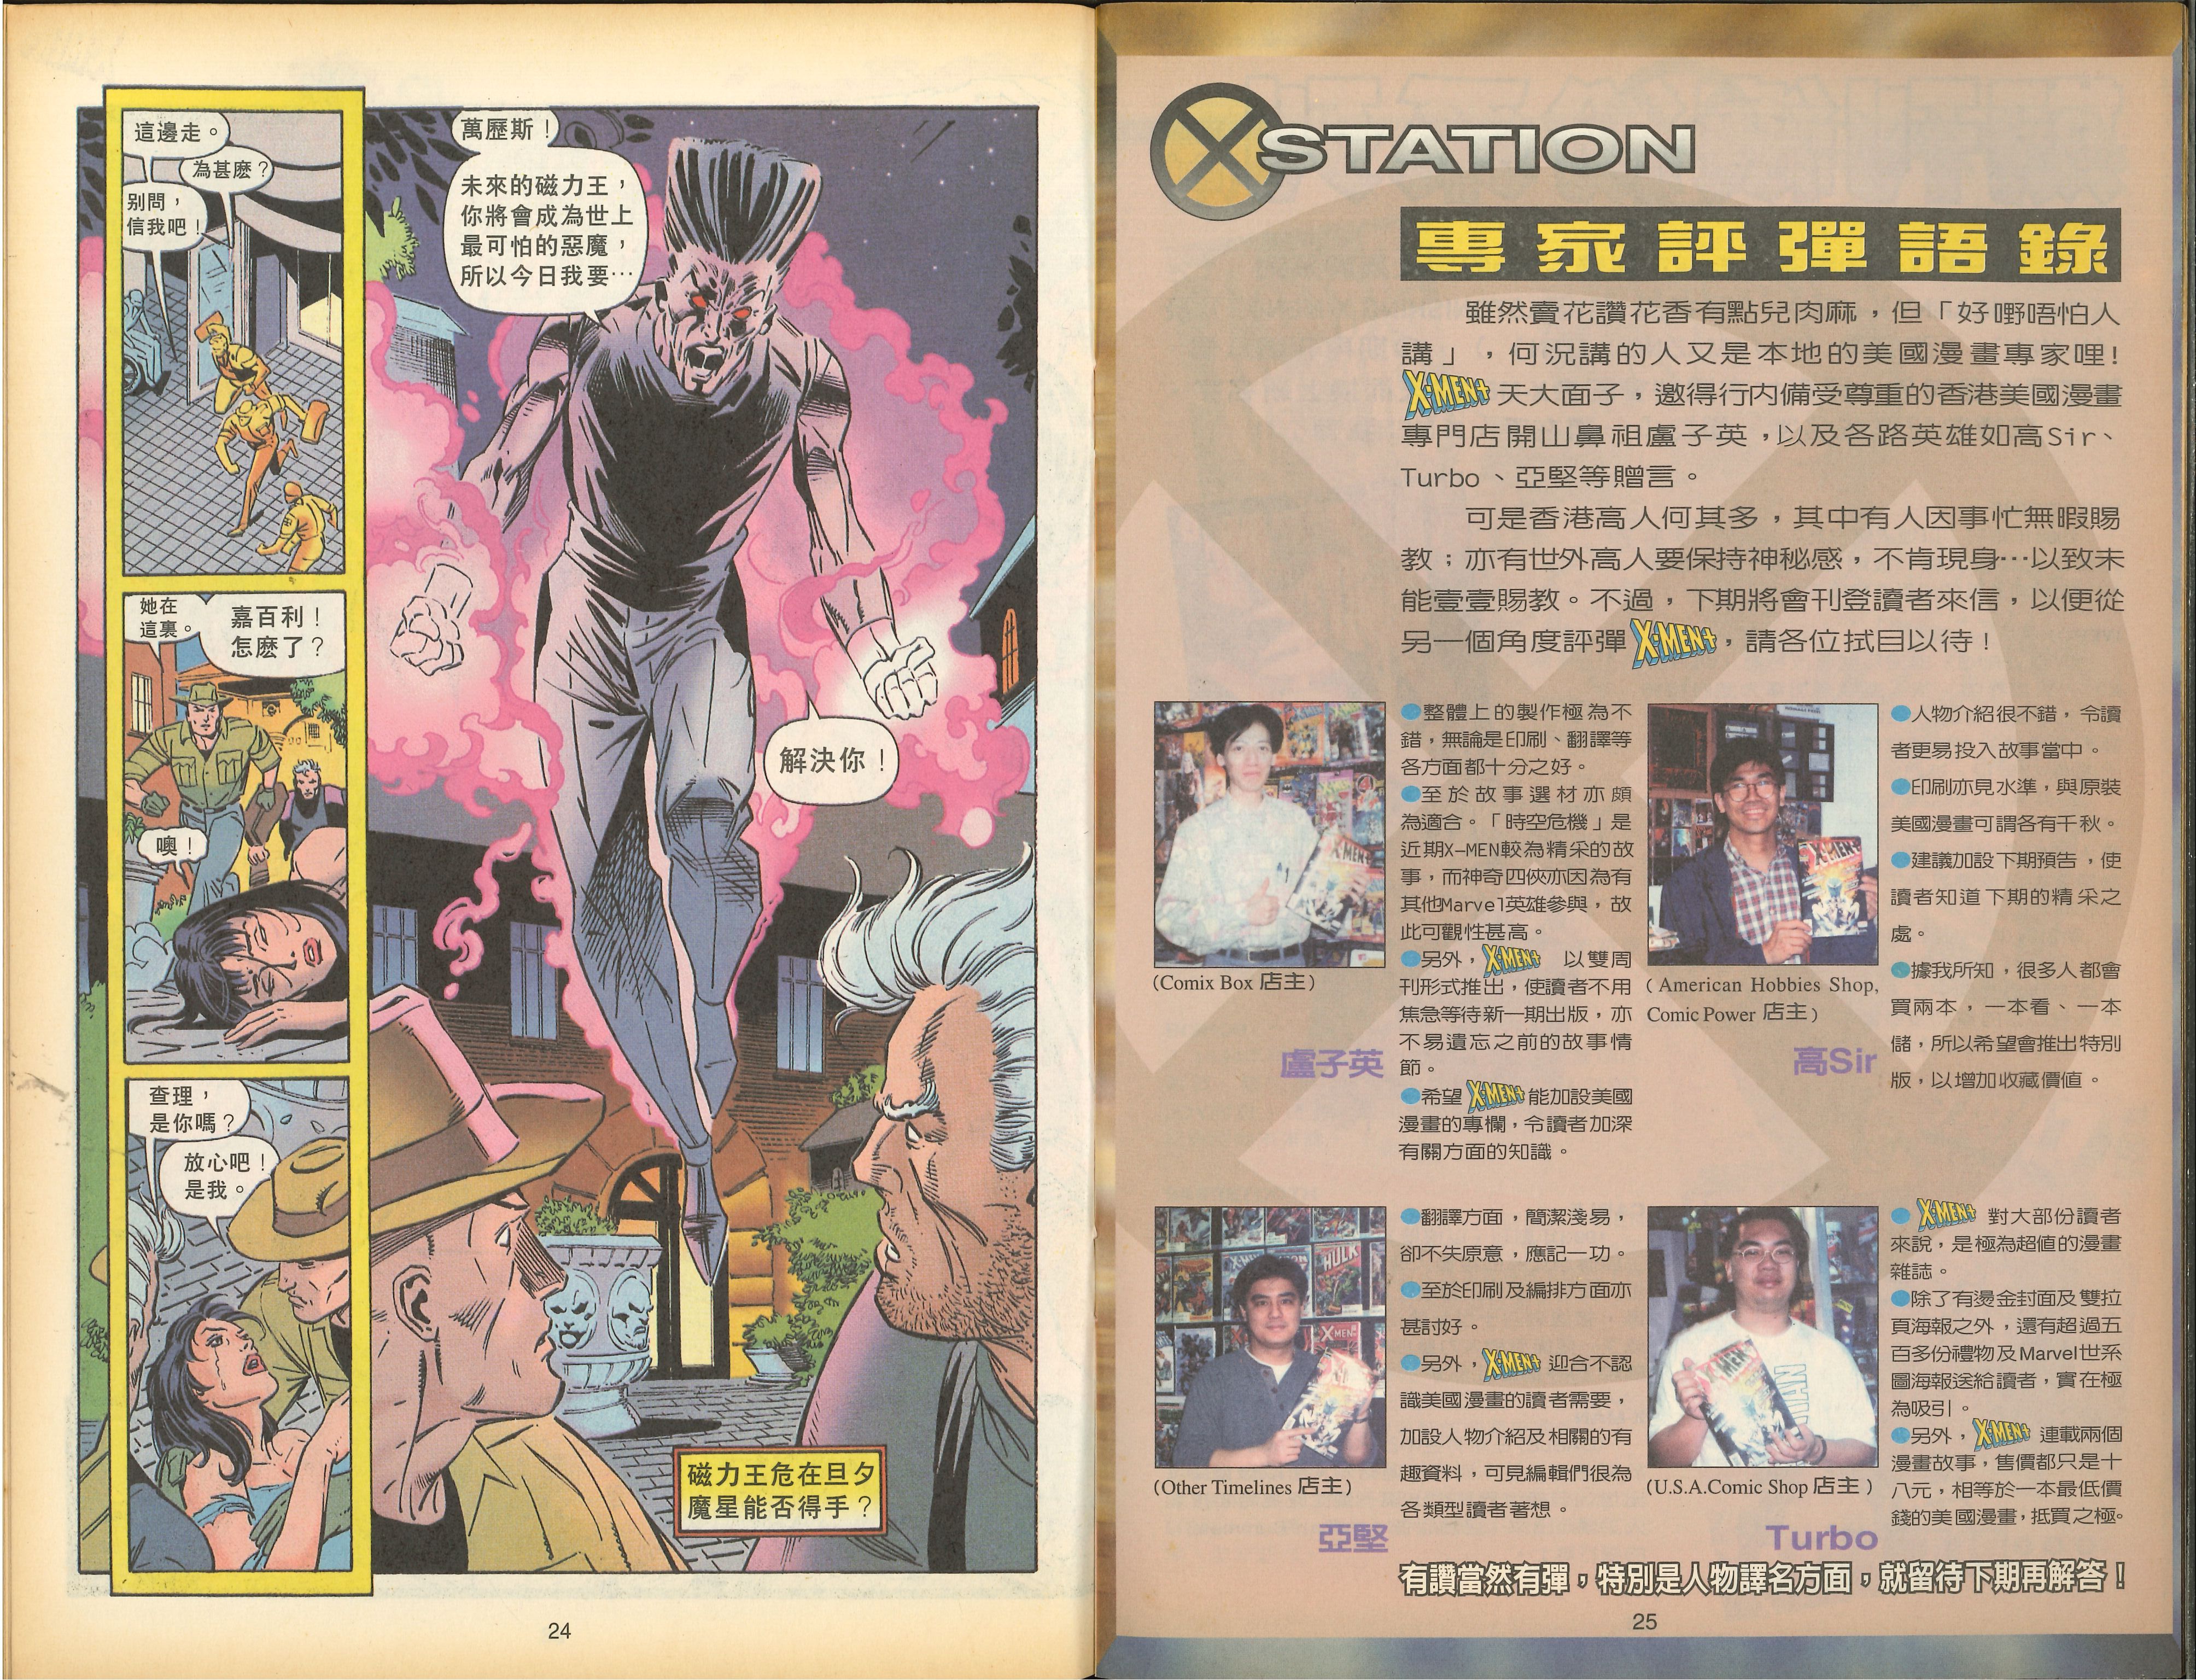 這邊走。
為甚麽？
别問，
信我吧！
她在
這裏。
嘉百利！
怎麽了？
噢！
查理，
是你嗎？
放心吧！
是我。
萬歷斯！
未來的磁力王，
你將會成為世上
最可怕的惡魔，
所以今日我要…
解決你！
磁力王危在旦夕
魔星能否得手？
24
X STATION
專家評彈語錄
雖然賣花讚花香有點兒肉麻，但「好嘢唔怕人
講」，何況講的人又是本地的美國漫畫專家哩！
X-MEN+天大面子，邀得行內備受尊重的香港美國漫畫
專門店開山鼻祖盧子英，以及各路英雄如高Sir、
Turbo、亞堅等贈言。
可是香港高人何其多，其中有人因事忙無暇賜
教；亦有世外高人要保持神秘感，不肯現身…以致未
能壹壹賜教。不過，下期將會刊登讀者來信，以便從
另一個角度評彈X-MEN+，請各位拭目以待！
(Comix Box 店主)
盧子英
●整體上的製作極為不
錯，無論是印刷、翻譯等
各方面都十分之好。
●至於故事選材亦頗
為適合。「時空危機」是
近期X-MEN較為精采的故
事，而神奇四俠亦因為有
其他Marvel英雄參與，故
此可觀性甚高。
●另外，X-MEN+ 以雙周
刊形式推出，使讀者不用
焦急等待新一期出版，亦
不易遺忘之前的故事情
節。
●希望X-MEN+能加設美國
漫畫的專欄，令讀者加深
有關方面的知識。
(American Hobbies Shop,
Comic Power 店主)
高Sir
●人物介紹很不錯，令讀
者更易投入故事當中。
●印刷亦見水準，與原裝
美國漫畫可謂各有千秋。
●建議加設下期預告，使
讀者知道下期的精采之
處。
●據我所知，很多人都會
買兩本，一本看、一本
儲，所以希望會推出特別
版，以增加收藏價值。
(Other Timelines 店主)
亞堅
●翻譯方面，簡潔淺易，
卻不失原意，應記一功。
●至於印刷及編排方面亦
甚討好。
●另外，X-MEN+ 迎合不認
識美國漫畫的讀者需要，
加設人物介紹及相關的有
趣資料，可見編輯們很為
各類型讀者著想。
(U.S.A.Comic Shop 店主)
Turbo
●X-MEN+ 對大部份讀者
來說，是極為超值的漫畫
雜誌。
●除了有燙金封面及雙拉
頁海報之外，還有超過五
百多份禮物及Marvel世系
圖海報送給讀者，實在極
為吸引。
●另外，X-MEN+ 連載兩個
漫畫故事，售價都只是十
八元，相等於一本最低價
錢的美國漫畫，抵買之極。
有讚當然有彈，特別是人物譯名方面，就留待下期再解答！
25